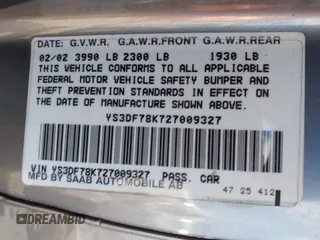 DATE: G.V.W.R. G.A.W.R.FRONT G.A.W.R.REAR
02/02 3990 LB 2300 LB 1930 LB
THIS VEHICLE CONFORMS TO ALL APPLICABLE
FEDERAL MOTOR VEHICLE SAFETY BUMPER AND
THEFT PREVENTION STANDARDS IN EFFECT ON THE
DATE OF MANUFACTURE SHOWN ABOVE.
YS3DF78K727009327
VIN YS3DF78K727009327 PASS. CAR
MFD BY SAAB AUTOMOBILE AB
47 25 412
DREAMBID